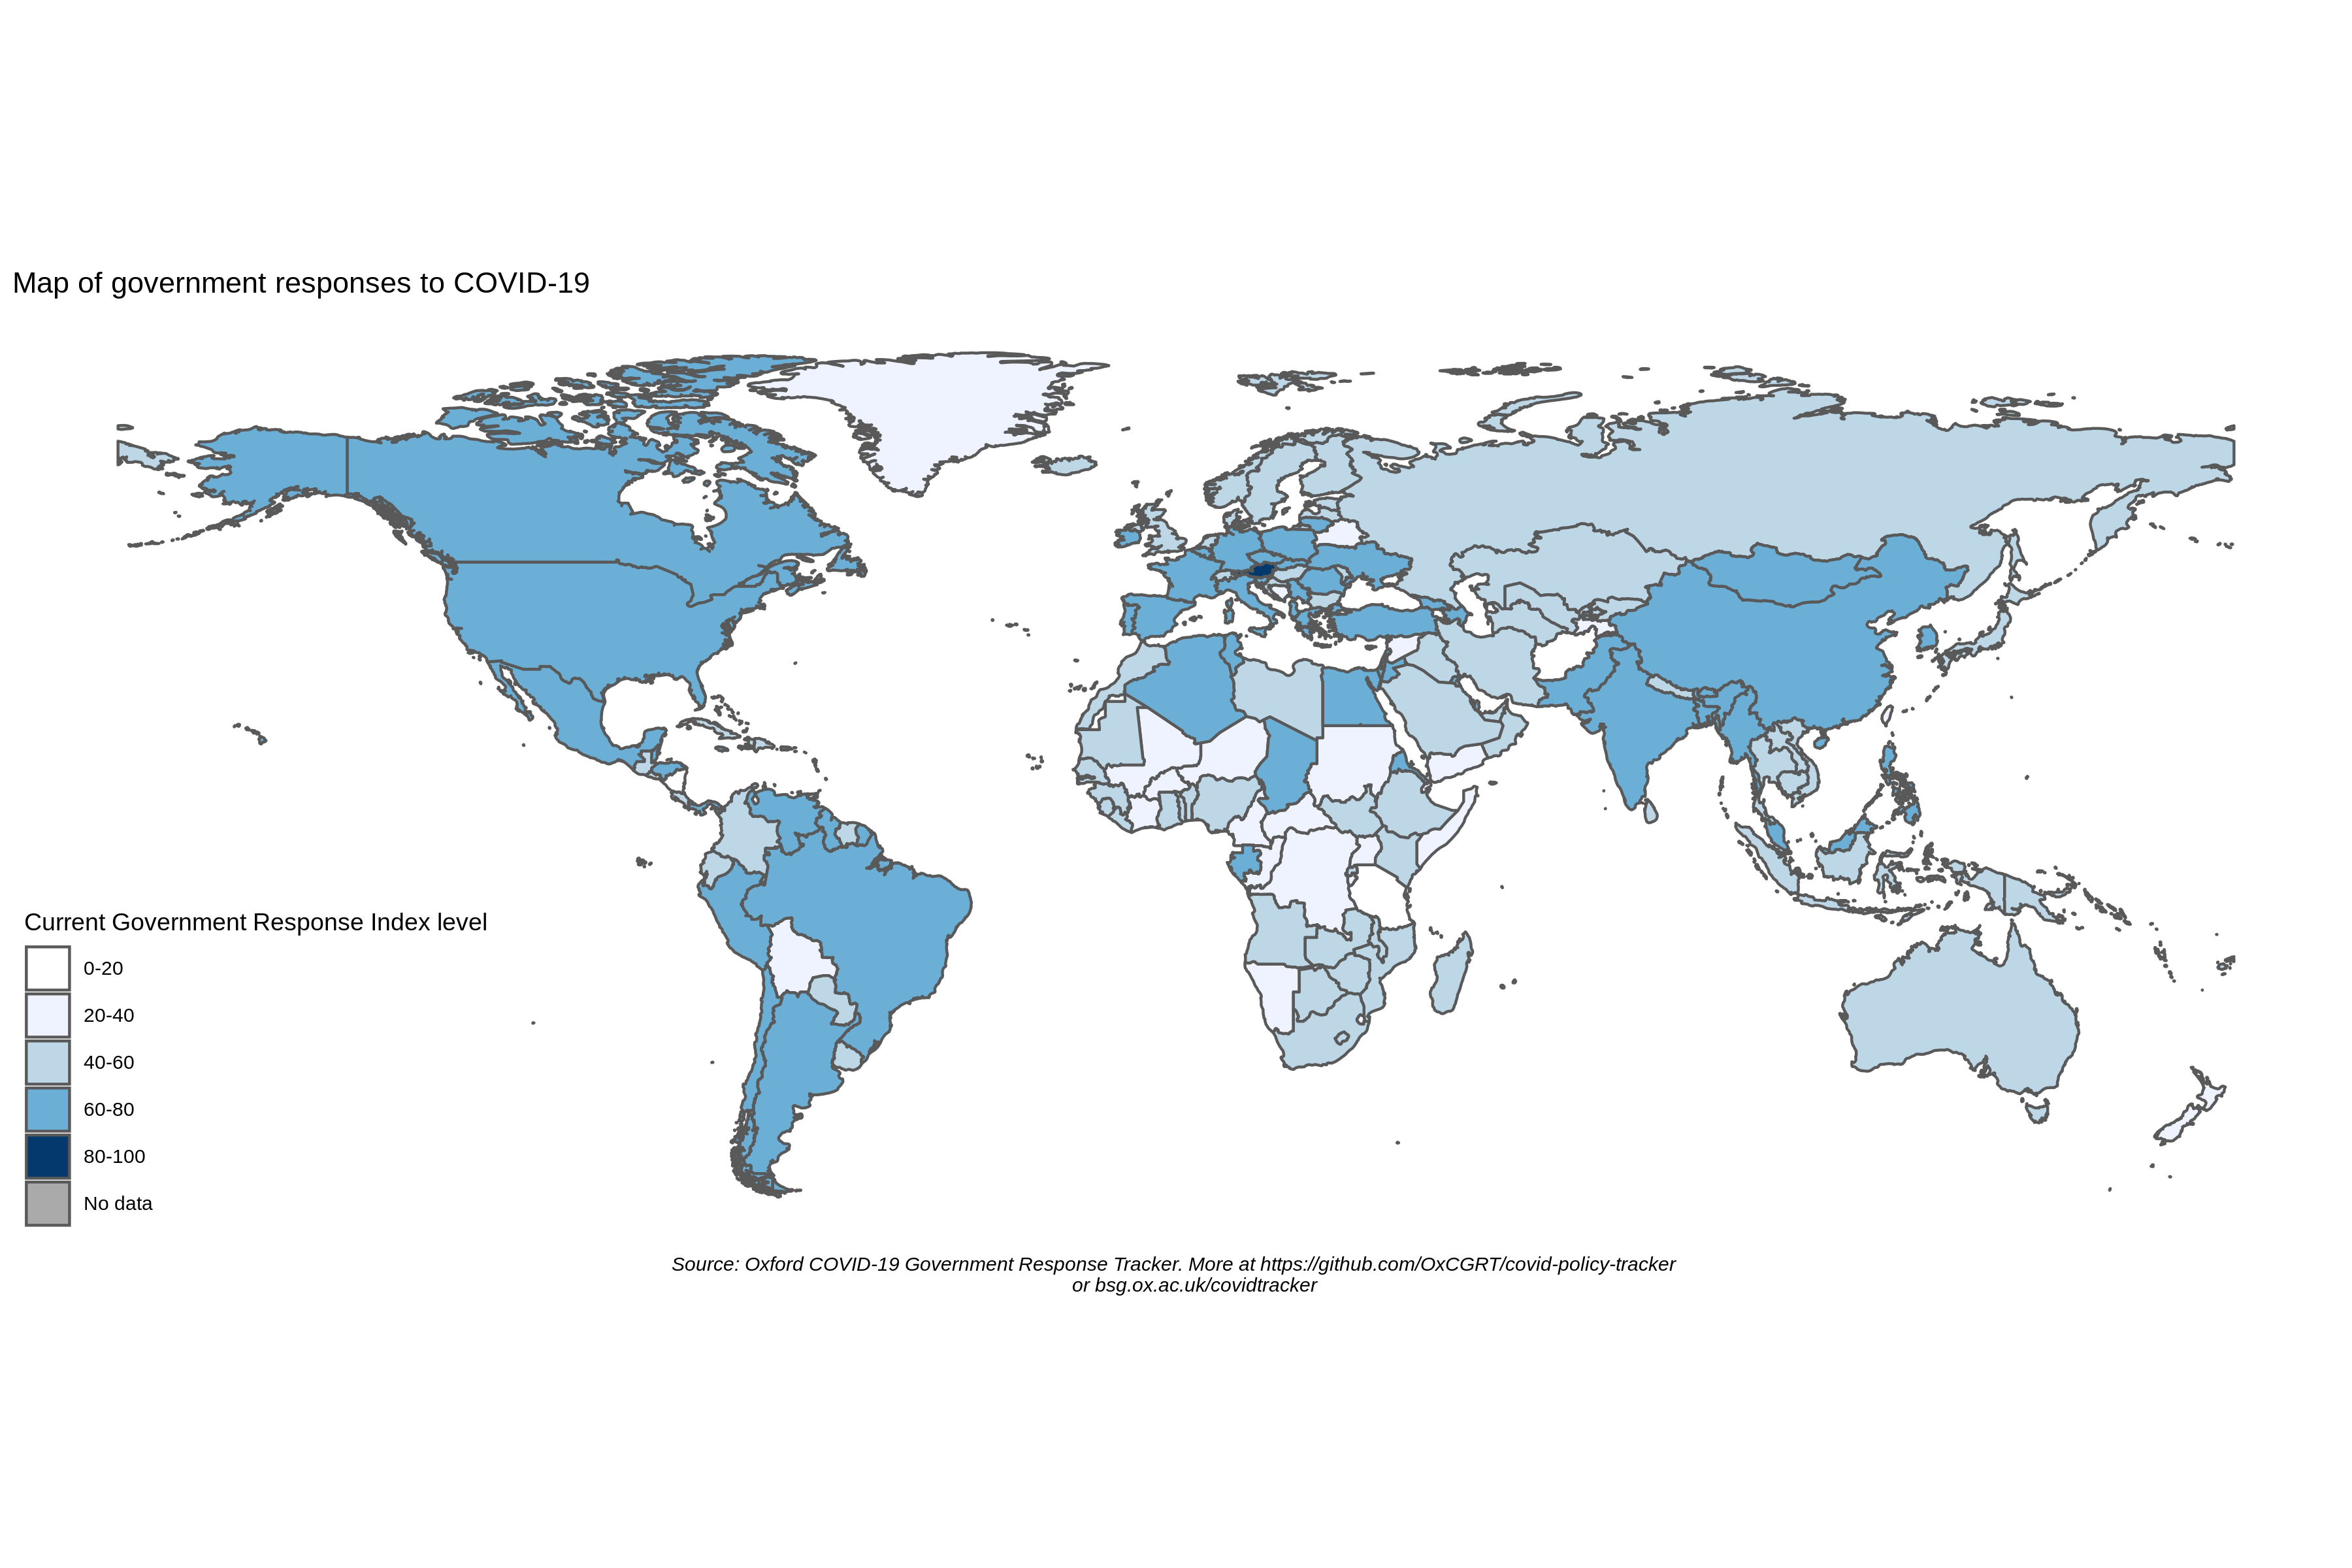 Map of government responses to COVID-19
Current Government Response Index level
0-20
20-40
40-60
60-80
80-100
No data
Source: Oxford COVID-19 Government Response Tracker. More at https://github.com/OxCGRT/covid-policy-tracker
or bsg.ox.ac.uk/covidtracker